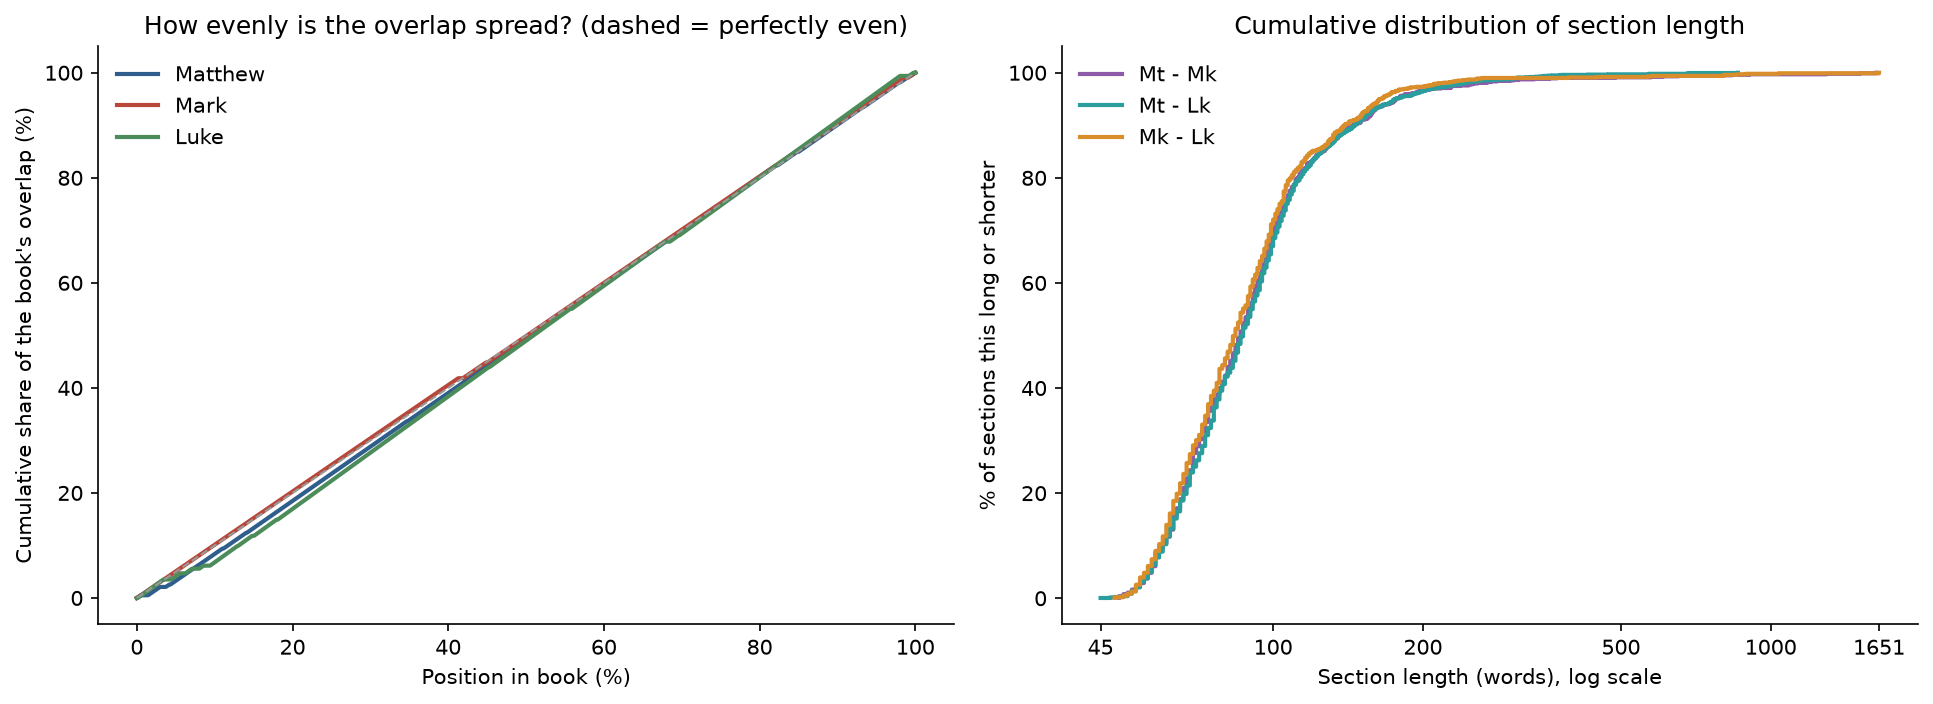 How evenly is the overlap spread? (dashed = perfectly even)
Cumulative share of the book's overlap (%)
100
80
60
40
20
0
Matthew
Mark
Luke
0 20 40 60 80 100
Position in book (%)
Cumulative distribution of section length
% of sections this long or shorter
100
80
60
40
20
0
Mt - Mk
Mt - Lk
Mk - Lk
45 100 200 500 1000 1651
Section length (words), log scale